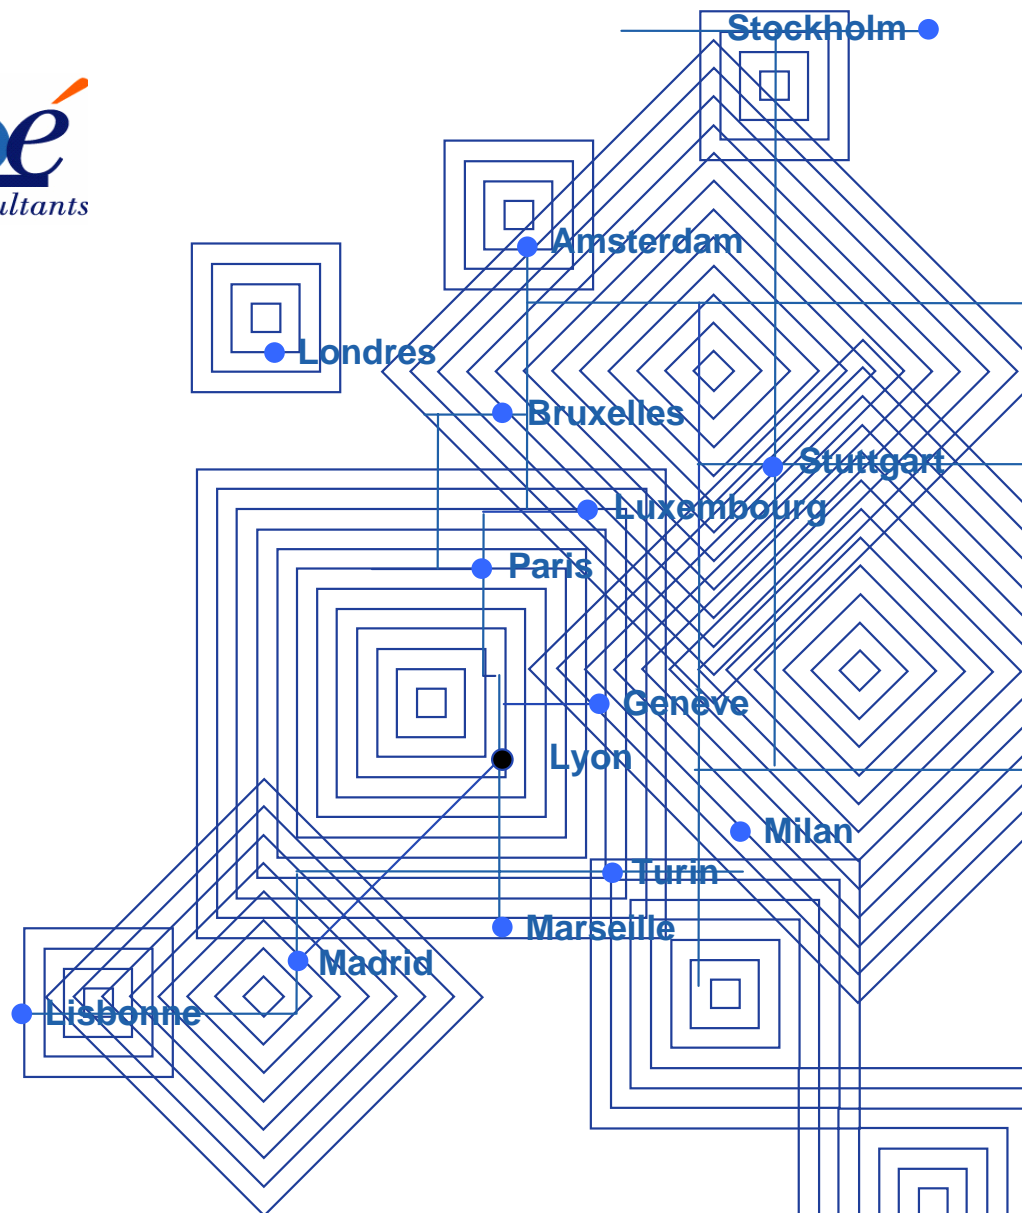 Stockholm
é
ultants
Amsterdam
Londres
Bruxelles
Stuttgart
Luxembourg
Paris
Genève
Lyon
Milan
Turin
Marseille
Madrid
Lisbonne